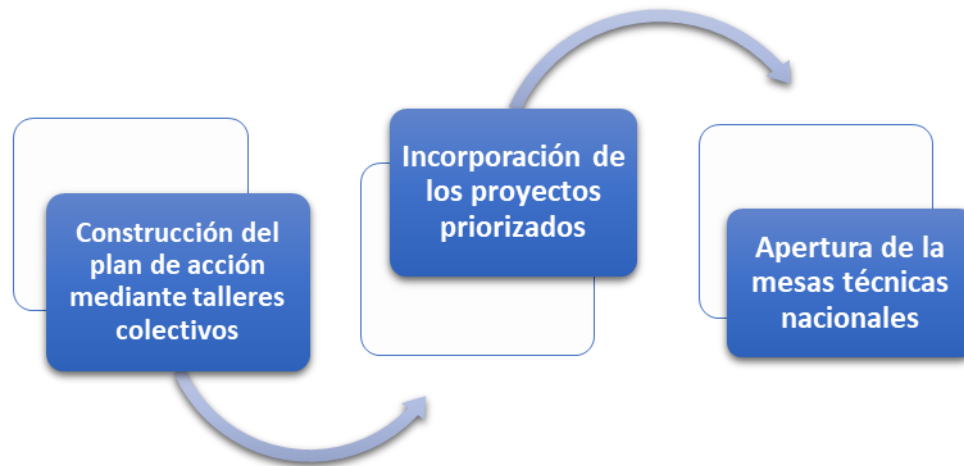 Construcción del
plan de acción
mediante talleres
colectivos
Incorporación de
los proyectos
priorizados
Apertura de la
mesas técnicas
nacionales